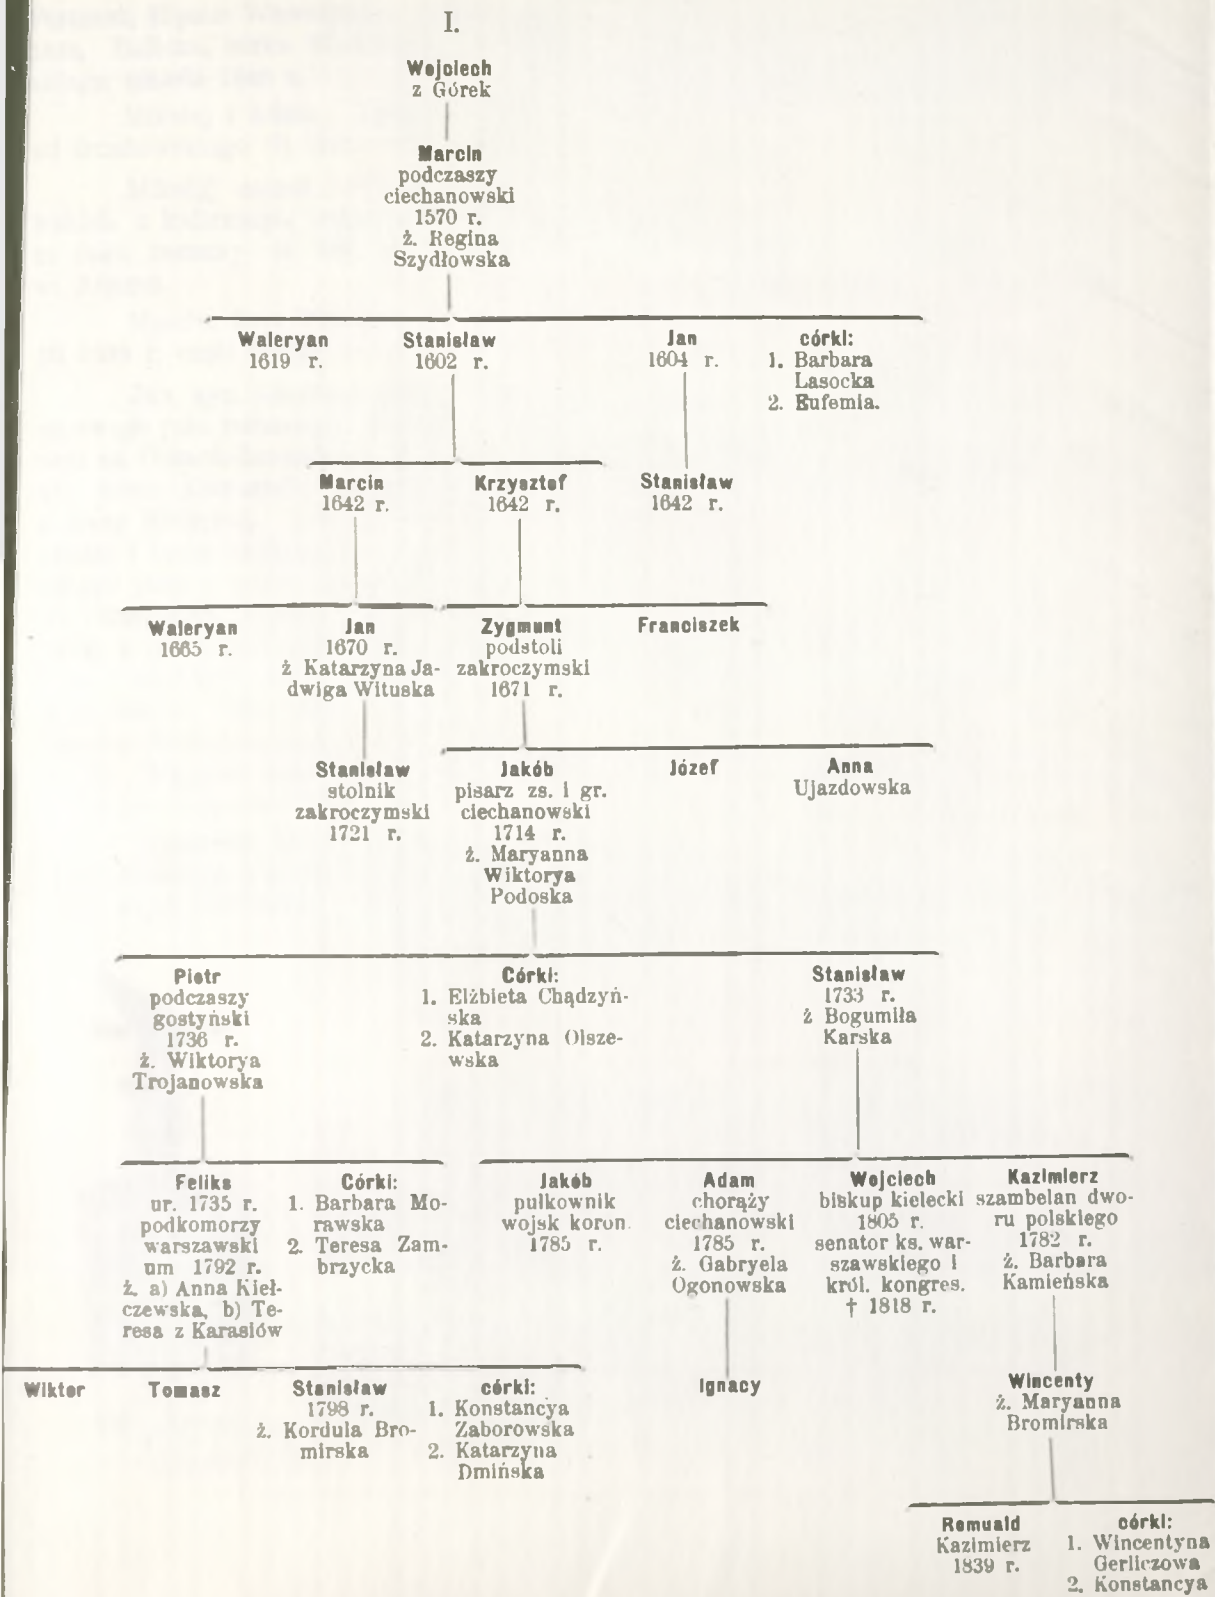 I.
Wojciech
z Górek
Marcin
podczaszy
ciechanowski
1570 r.
ż. Regina
Szydłowska
Waleryan
1619 r.
Stanisław
1602 r.
Jan
1604 r.
córki:
1. Barbara
Lasocka
2. Eufemia.
Marcin
1642 r.
Krzysztof
1642 r.
Stanisław
1642 r.
Waleryan
1665 r.
Jan
1670 r.
ż Katarzyna Ja-
dwiga Wituska
Zygmunt
podstoli
zakroczymski
1671 r.
Franciszek
Stanisław
stolnik
zakroczymski
1721 r.
Jakób
pisarz zs. i gr.
ciechanowski
1714 r.
ż. Maryanna
Wiktorya
Podoska
Józef
Anna
Ujazdowska
Piotr
podczaszy
gostyński
1736 r.
ż. Wiktorya
Trojanowska
Córki:
1. Elżbieta Chądzyń-
ska
2. Katarzyna Olsze-
wska
Stanisław
1733 r.
ż Bogumiła
Karska
Feliks
ur. 1735 r.
podkomorzy
warszawski
um 1792 r.
ż. a) Anna Kieł-
czewska, b) Te-
resa z Karasiów
Córki:
1. Barbara Mo-
rawska
2. Teresa Zam-
brzycka
Jakób
pułkownik
wojsk koron.
1785 r.
Adam
chorąży
ciechanowski
1785 r.
ż. Gabryela
Ogonowska
Wojciech
biskup kielecki
1805 r.
senator ks. war-
szawskiego i
król. kongres.
† 1818 r.
Kazimierz
szambelan dwo-
ru polskiego
1782 r.
ż. Barbara
Kamieńska
Wiktor
Tomasz
Stanisław
1798 r.
ż. Kordula Bro-
mirska
córki:
1. Konstancya
Zaborowska
2. Katarzyna
Dmińska
Ignacy
Wincenty
ż. Maryanna
Bromirska
Romuald
Kazimierz
1839 r.
córki:
1. Wincentyna
Gerliczowa
2. Konstancya